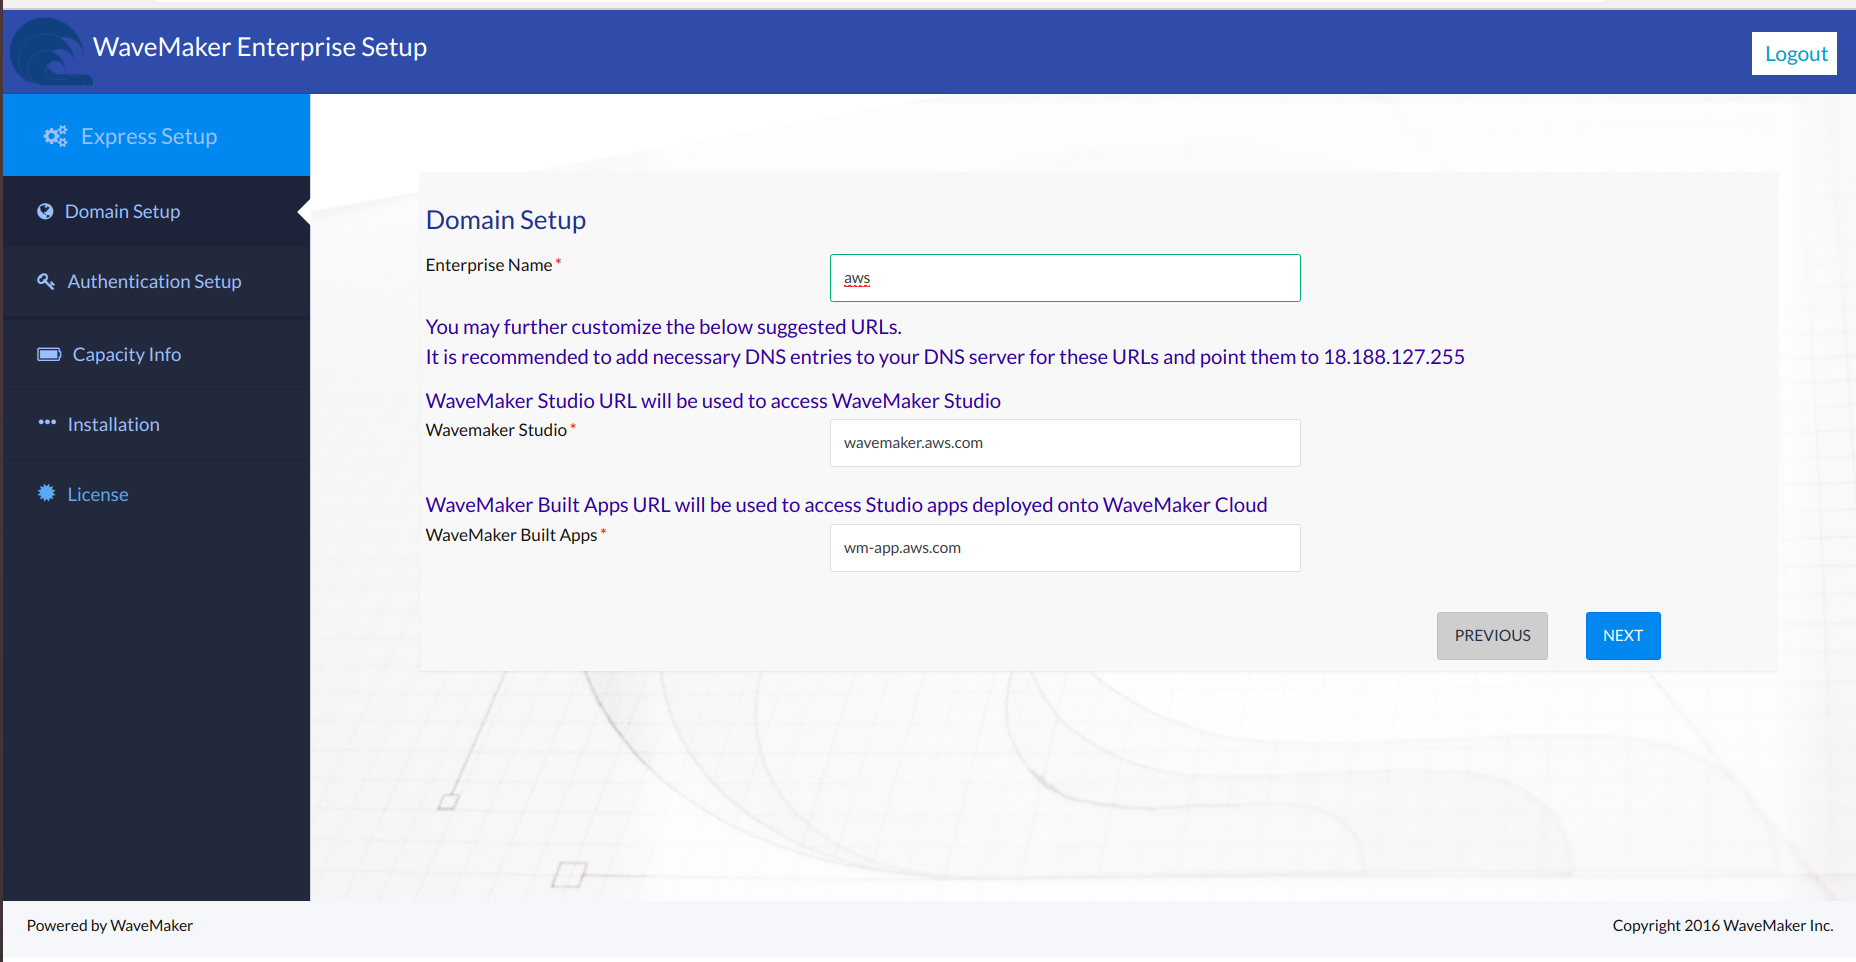 WaveMaker Enterprise Setup
Logout
Express Setup
Domain Setup
Authentication Setup
Capacity Info
Installation
License
Domain Setup
Enterprise Name *
aws
You may further customize the below suggested URLs.
It is recommended to add necessary DNS entries to your DNS server for these URLs and point them to 18.188.127.255
WaveMaker Studio URL will be used to access WaveMaker Studio
Wavemaker Studio *
wavemaker.aws.com
WaveMaker Built Apps URL will be used to access Studio apps deployed onto WaveMaker Cloud
WaveMaker Built Apps *
wm-app.aws.com
PREVIOUS
NEXT
Powered by WaveMaker
Copyright 2016 WaveMaker Inc.